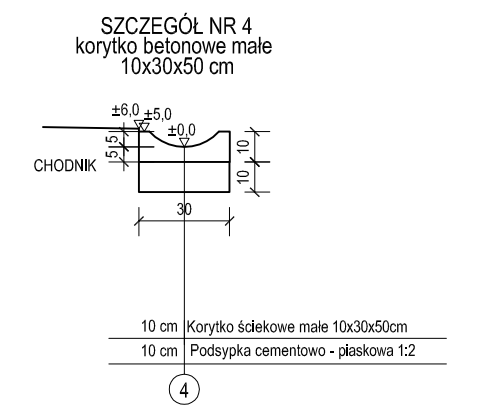 SZCZEGÓŁ NR 4
korytko betonowe małe
10x30x50 cm
±6,0
±5,0
±0,0
5
5
10
10
CHODNIK
30
10 cm Korytko ściekowe małe 10x30x50cm
10 cm Podsypka cementowo - piaskowa 1:2
4